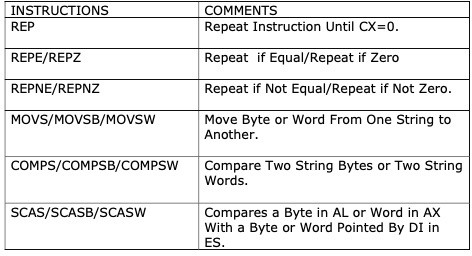 INSTRUCTIONS COMMENTS
REP Repeat Instruction Until CX=0.
REPE/REPZ Repeat if Equal/Repeat if Zero
REPNE/REPNZ Repeat if Not Equal/Repeat if Not Zero.
MOVS/MOVSB/MOVSW Move Byte or Word From One String to
Another.
COMPS/COMPSB/COMPSW Compare Two String Bytes or Two String
Words.
SCAS/SCASB/SCASW Compares a Byte in AL or Word in AX
With a Byte or Word Pointed By DI in
ES.